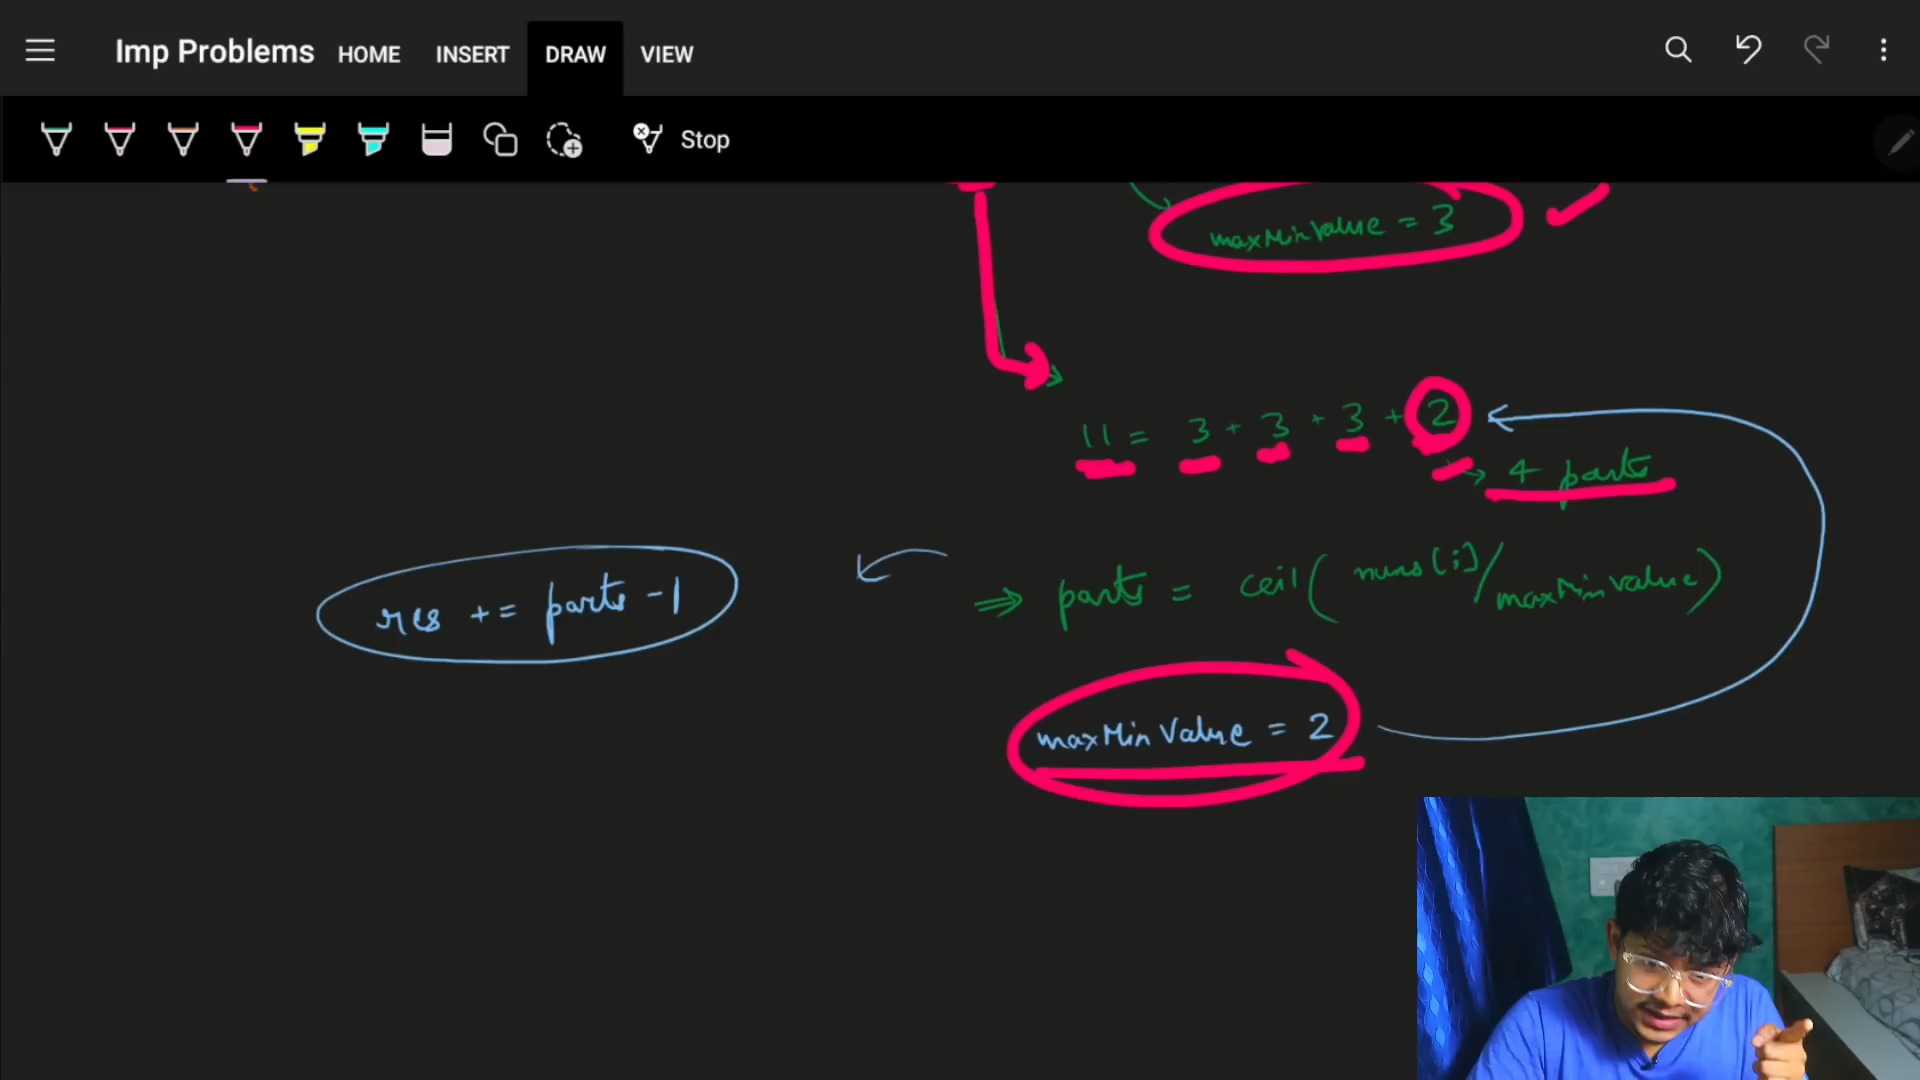 Imp Problems HOME INSERT DRAW VIEW
Stop
maxMinValue = 3
11 = 3 + 3 + 3 + 2
4 parts
res += parts -1
⇒ parts = ceil( nums[i]/maxMinValue)
maxMinValue = 2